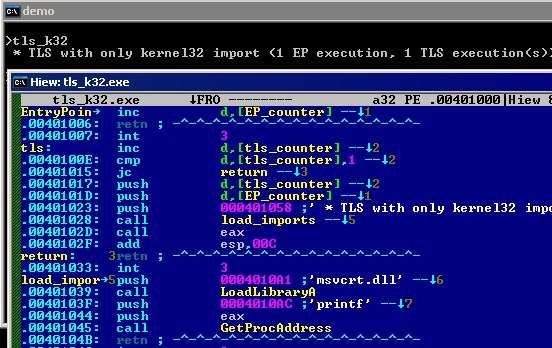 demo
>tls_k32
* TLS with only kernel32 import (1 EP execution, 1 TLS execution(s))
Hiew: tls_k32.exe
tls_k32.exe ↓FRO -------- a32 PE .00401000|Hiew 8
EntryPoin→ inc d,[EP_counter] --↓1
.00401006: retn ; -^-^-^-^-^-^-^-^-^-^-^-^-^-^-^-^-
.00401007: int 3
tls: inc d,[tls_counter] --↓2
.0040100E: cmp d,[tls_counter],1 --↓2
.00401015: jc return --↓3
.00401017: push d,[tls_counter] --↓2
.0040101D: push d,[EP_counter] --↓1
.00401023: push 000401058 ;' * TLS with only kernel32 impor
.00401028: call load_imports --↓5
.0040102D: call eax
.0040102F: add esp,00C
return: 3retn ; -^-^-^-^-^-^-^-^-^-^-^-^-^-^-^-^-
.00401033: int 3
load_impor→5push 0004010A1 ;'msvcrt.dll' --↓6
.00401039: call LoadLibraryA
.0040103F: push 0004010AC ;'printf' --↓7
.00401044: push eax
.00401045: call GetProcAddress
.0040104B: retn ; -^-^-^-^-^-^-^-^-^-^-^-^-^-^-^-^-